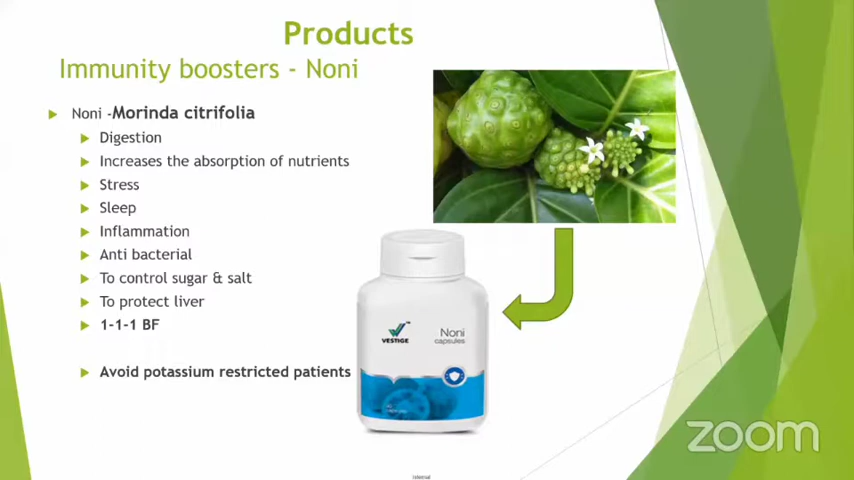 Products
Immunity boosters - Noni
Noni -Morinda citrifolia
Digestion
Increases the absorption of nutrients
Stress
Sleep
Inflammation
Anti bacterial
To control sugar & salt
To protect liver
1-1-1 BF
Avoid potassium restricted patients
VESTIGE
Noni
capsules
zoom